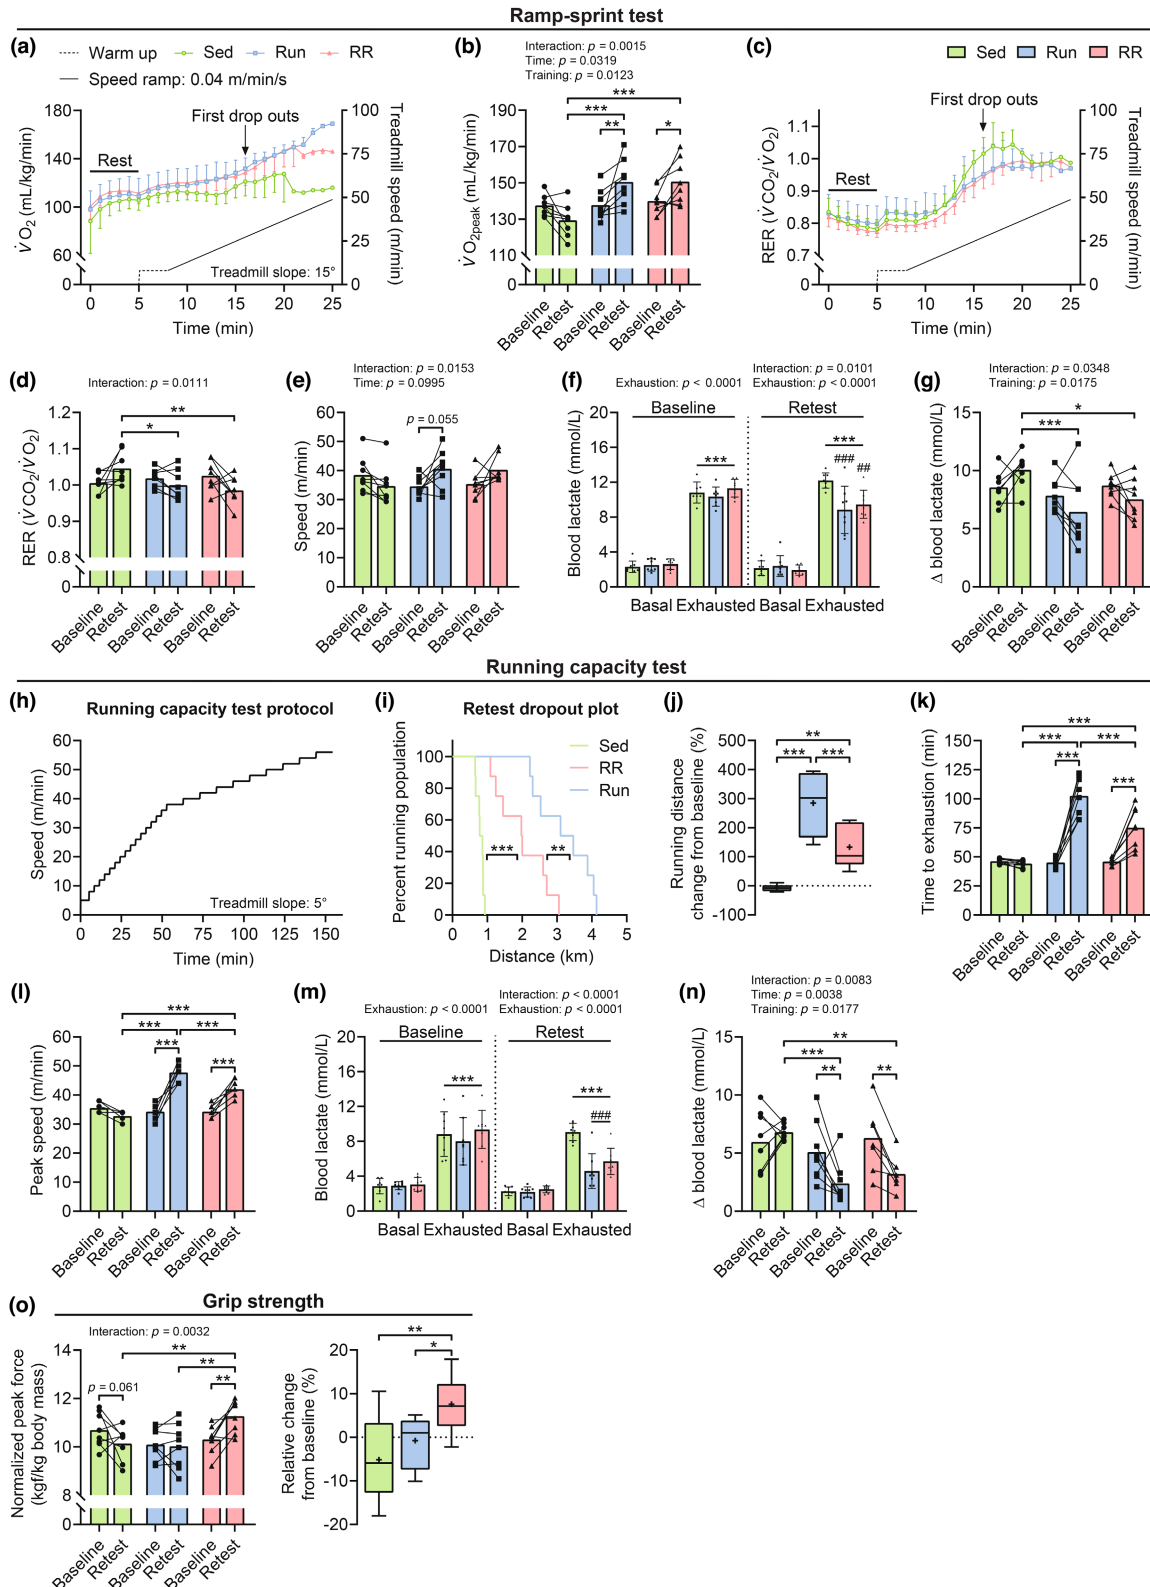 Ramp-sprint test
(a)
Warm up Sed Run RR
Speed ramp: 0.04 m/min/s
First drop outs
Rest
V̇O2 (mL/kg/min)
Treadmill speed (m/min)
180
140
100
60
0
100
75
50
25
0
Treadmill slope: 15°
0 5 10 15 20 25
Time (min)
(b)
Interaction: p = 0.0015
Time: p = 0.0319
Training: p = 0.0123
***
***
** *
V̇O2peak (mL/kg/min)
190
170
150
130
110
0
Baseline Retest Baseline Retest Baseline Retest
(c)
Sed Run RR
First drop outs
Rest
RER (V̇CO2/V̇O2)
Treadmill speed (m/min)
1.1
1.0
0.9
0.8
0.7
0
100
75
50
25
0
0 5 10 15 20 25
Time (min)
(d)
Interaction: p = 0.0111
**
*
RER (V̇CO2/V̇O2)
1.2
1.1
1.0
0.9
0.8
0
Baseline Retest Baseline Retest Baseline Retest
(e)
Interaction: p = 0.0153
Time: p = 0.0995
p = 0.055
Speed (m/min)
60
50
40
30
20
10
0
Baseline Retest Baseline Retest Baseline Retest
(f)
Exhaustion: p < 0.0001
Interaction: p = 0.0101
Exhaustion: p < 0.0001
Baseline Retest
***
***
### ##
Blood lactate (mmol/L)
20
16
12
8
4
0
Basal Exhausted Basal Exhausted
(g)
Interaction: p = 0.0348
Training: p = 0.0175
*
***
Δ blood lactate (mmol/L)
15
10
5
0
Baseline Retest Baseline Retest Baseline Retest
Running capacity test
(h)
Running capacity test protocol
Speed (m/min)
60
50
40
30
20
10
0
Treadmill slope: 5°
0 25 50 75 100 125 150
Time (min)
(i)
Retest dropout plot
Sed
RR
Run
*** **
Percent running population
100
80
60
40
20
0
0 1 2 3 4 5
Distance (km)
(j)
**
*** ***
Running distance
change from baseline (%)
500
400
300
200
100
0
-100
(k)
***
*** ***
*** ***
Time to exhaustion (min)
150
125
100
75
50
25
0
Baseline Retest Baseline Retest Baseline Retest
(l)
***
*** ***
*** ***
Peak speed (m/min)
60
50
40
30
20
10
0
Baseline Retest Baseline Retest Baseline Retest
(m)
Exhaustion: p < 0.0001
Interaction: p < 0.0001
Exhaustion: p < 0.0001
Baseline Retest
***
***
###
Blood lactate (mmol/L)
20
16
12
8
4
0
Basal Exhausted Basal Exhausted
(n)
Interaction: p = 0.0083
Time: p = 0.0038
Training: p = 0.0177
**
***
** **
Δ blood lactate (mmol/L)
15
10
5
0
Baseline Retest Baseline Retest Baseline Retest
(o)
Grip strength
Interaction: p = 0.0032
**
**
**
p = 0.061
Normalized peak force
(kgf/kg body mass)
14
12
10
8
0
Baseline Retest Baseline Retest Baseline Retest
**
*
Relative change
from baseline (%)
20
10
0
-10
-20